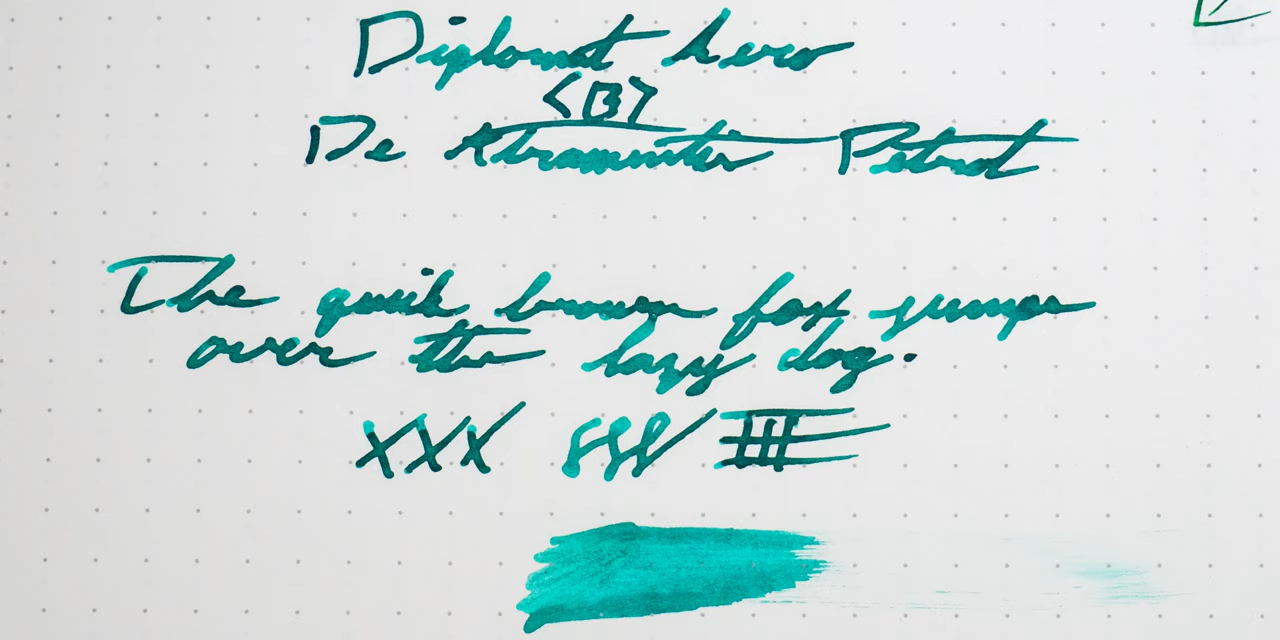 Diplomat Aero
<B>
De Atramentis Petrol
The quick brown fox jumps
over the lazy dog.
XXX